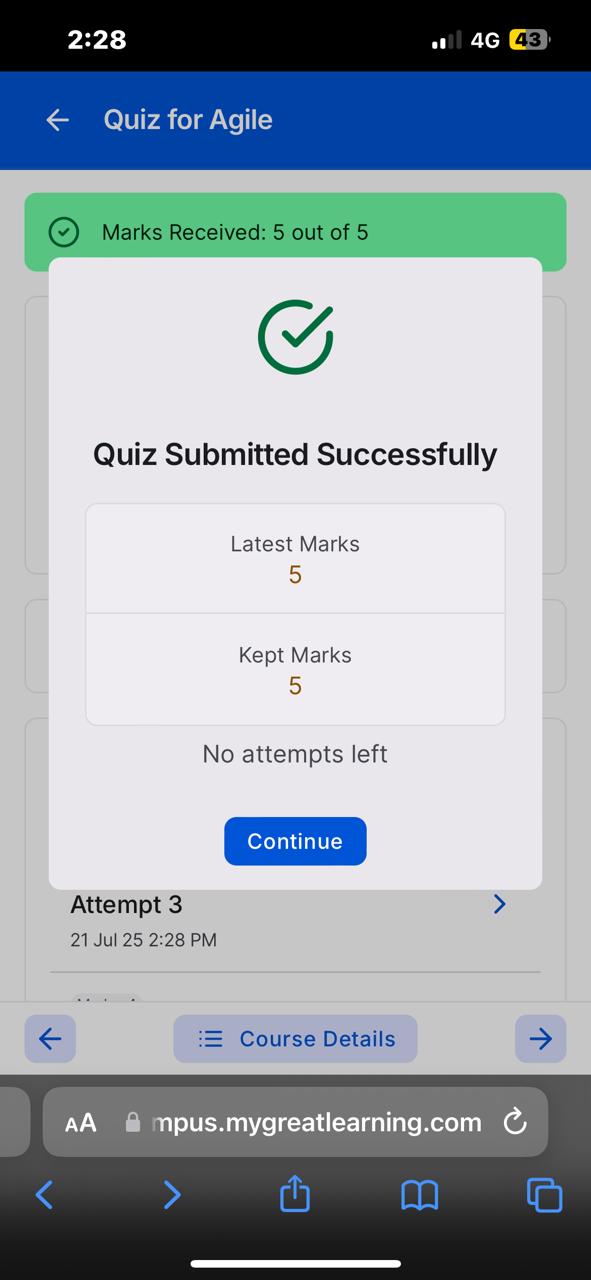 2:28
4G 43
Quiz for Agile
Marks Received: 5 out of 5
Quiz Submitted Successfully
Latest Marks
5
Kept Marks
5
No attempts left
Continue
Attempt 3
21 Jul 25 2:28 PM
Course Details
AA mpus.mygreatlearning.com